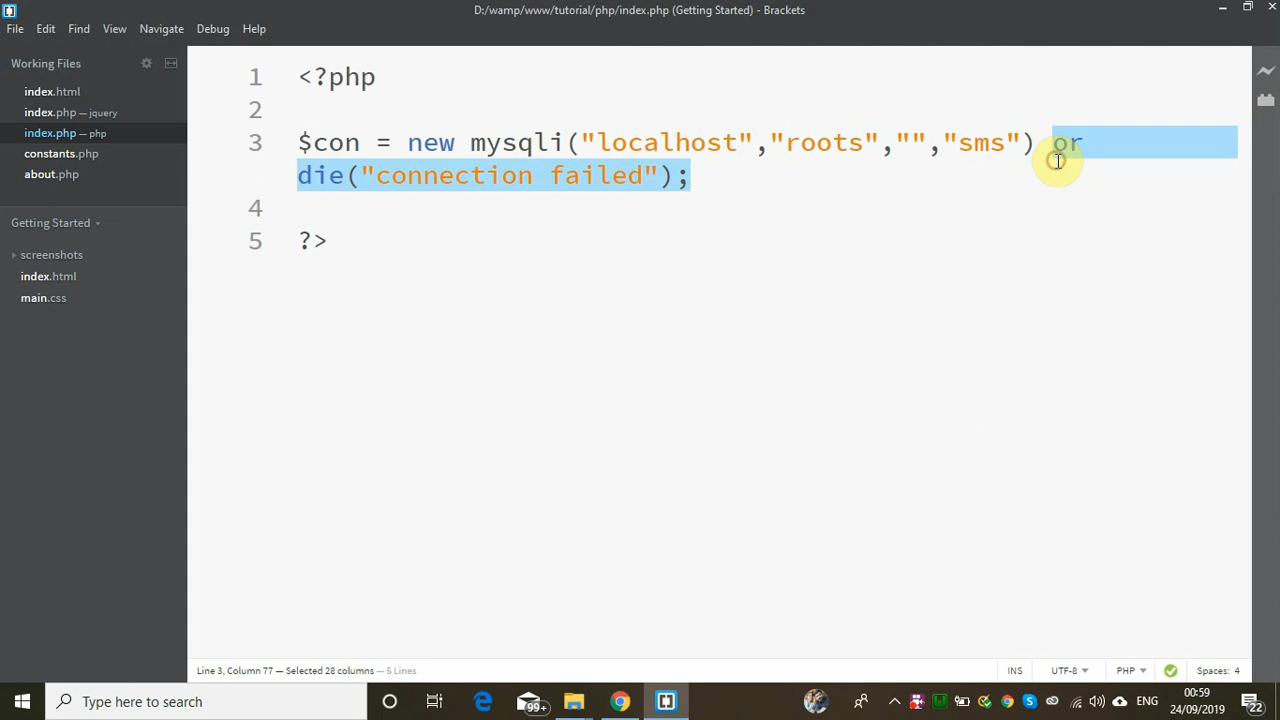 D:/wamp/www/tutorial/php/index.php (Getting Started) - Brackets
File Edit Find View Navigate Debug Help
Working Files
index.html
index.php — jquery
index.php — php
constants.php
about.php
Getting Started
screenshots
index.html
main.css
1 <?php
2
3 $con = new mysqli("localhost","roots","","sms") or
die("connection failed");
4
5 ?>
Line 3, Column 77 — Selected 28 columns — 5 Lines
INS UTF-8 PHP Spaces: 4
Type here to search
99+
ENG
00:59
24/09/2019
22